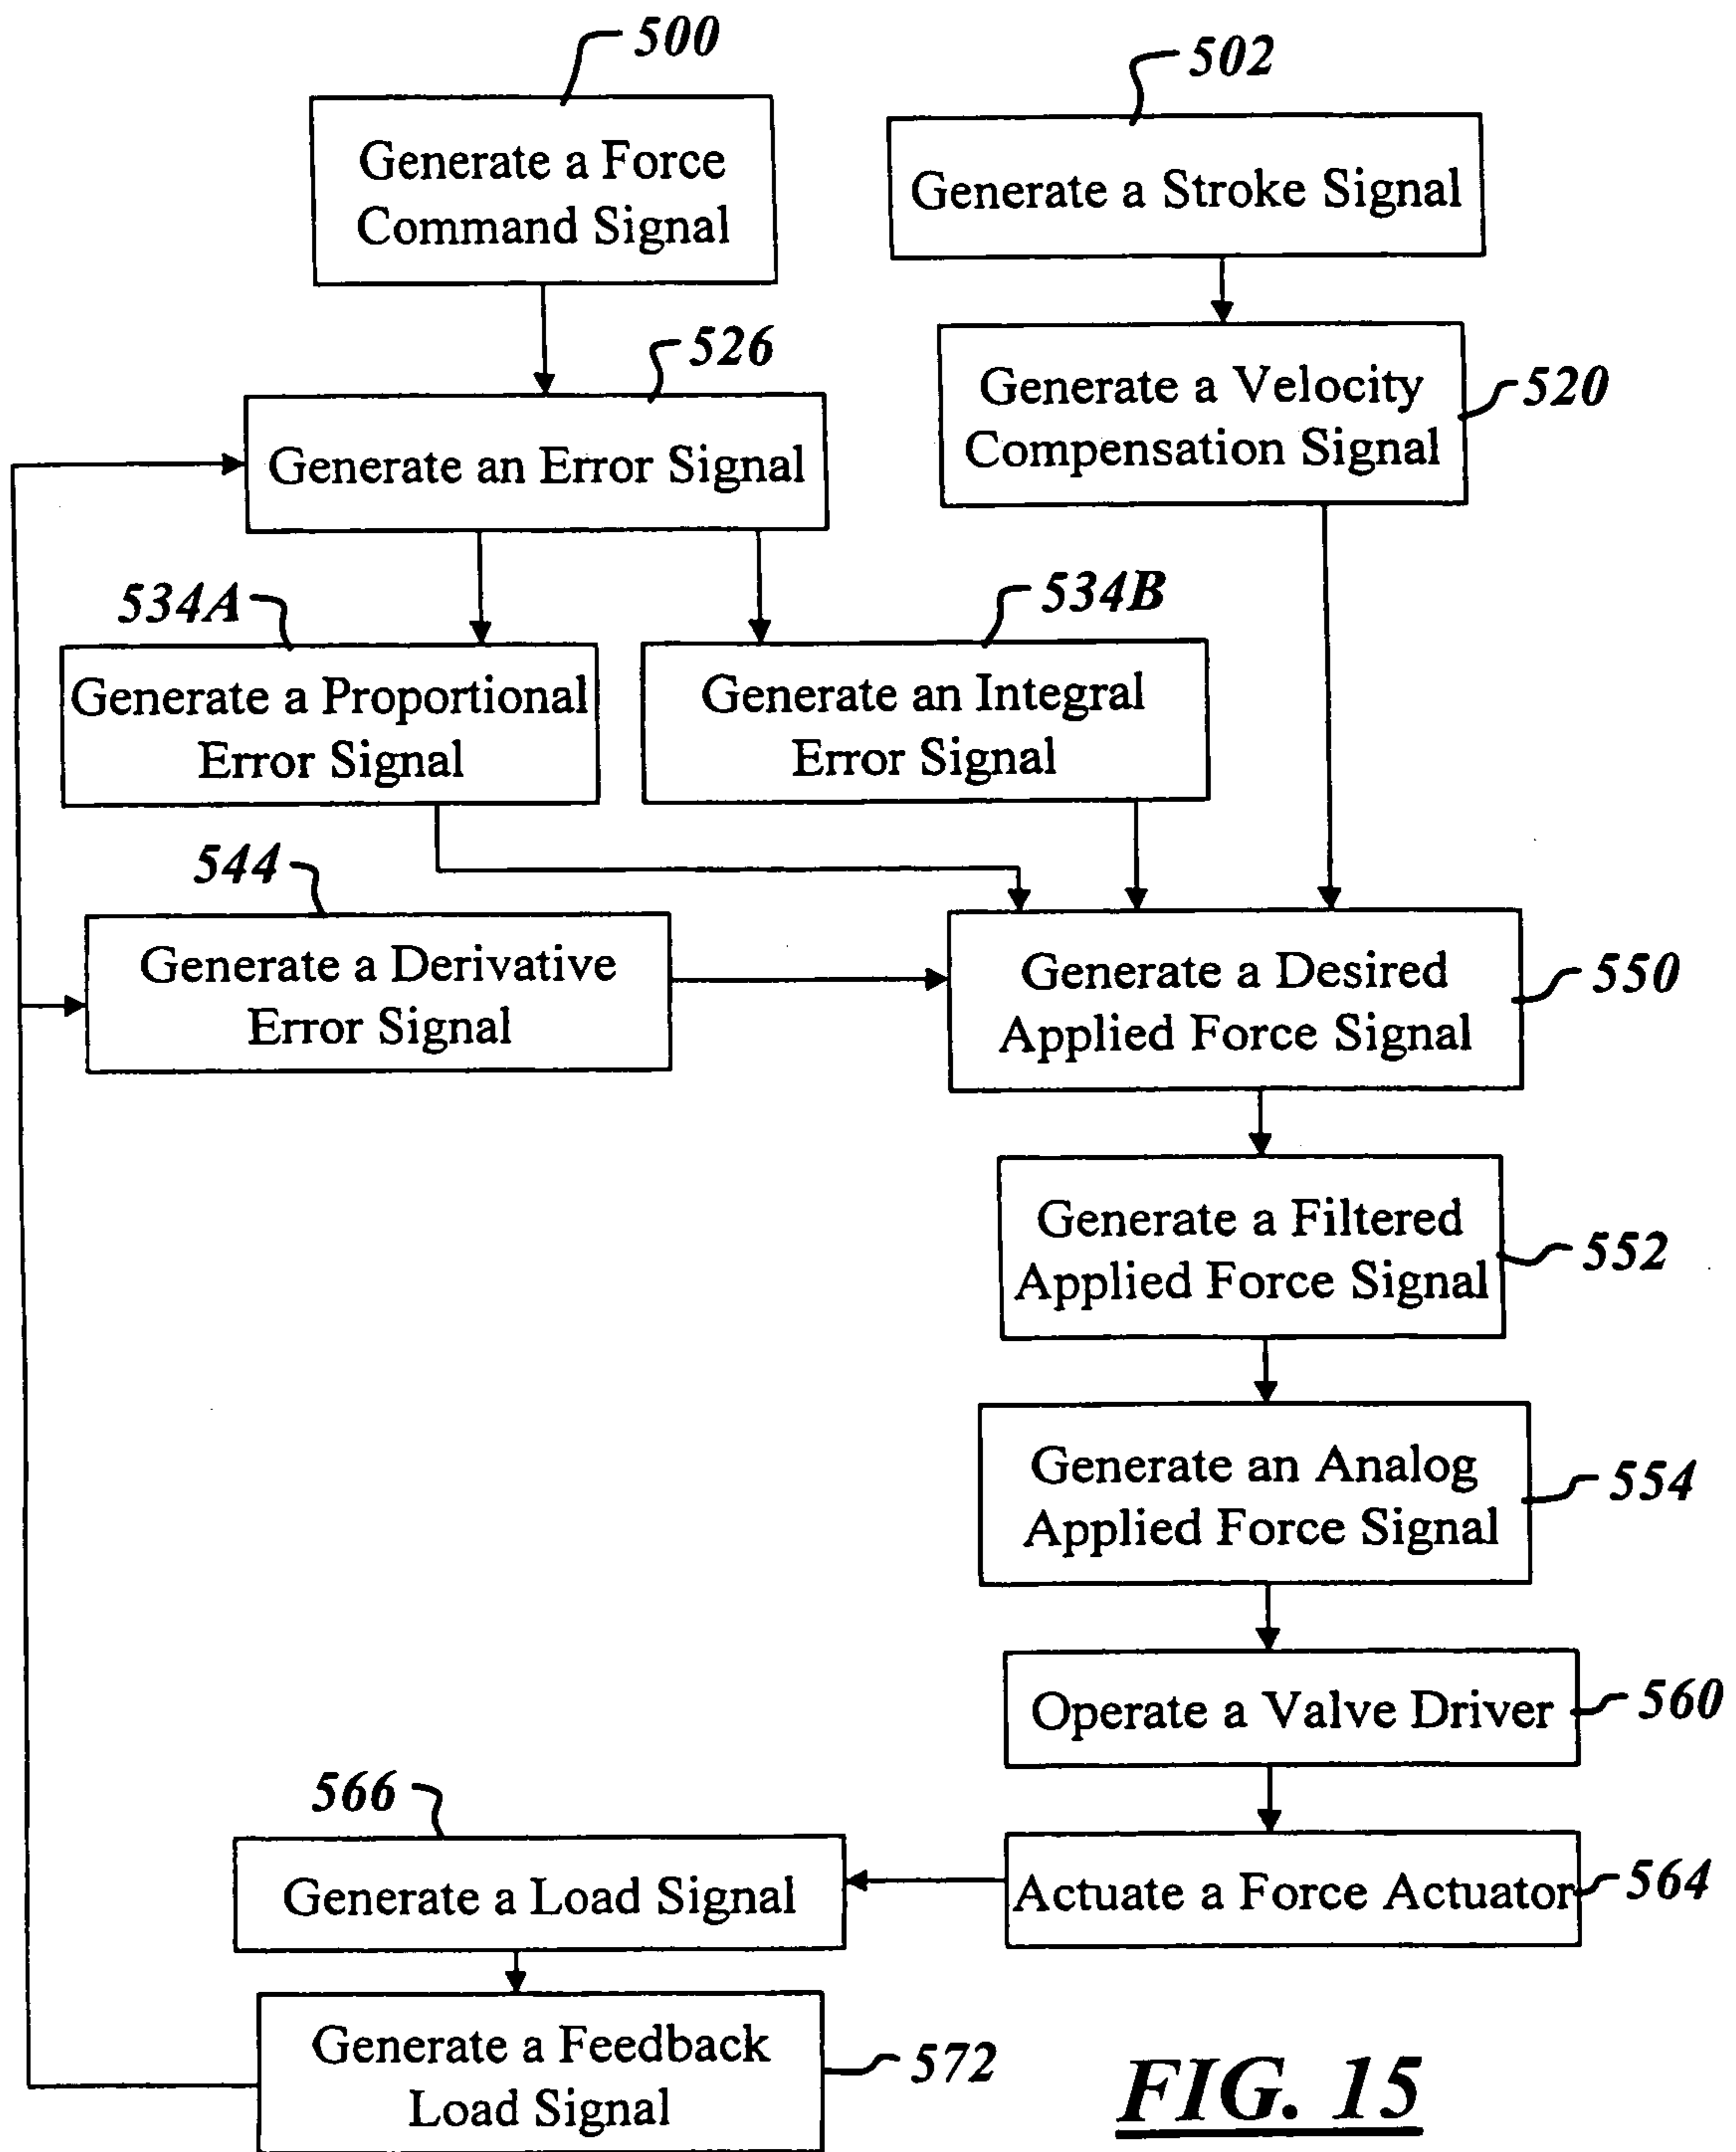 500
Generate a Force
Command Signal
502
Generate a Stroke Signal
526
Generate an Error Signal
520
Generate a Velocity
Compensation Signal
534A
Generate a Proportional
Error Signal
534B
Generate an Integral
Error Signal
544
Generate a Derivative
Error Signal
550
Generate a Desired
Applied Force Signal
552
Generate a Filtered
Applied Force Signal
554
Generate an Analog
Applied Force Signal
560
Operate a Valve Driver
564
Actuate a Force Actuator
566
Generate a Load Signal
572
Generate a Feedback
Load Signal
FIG. 15